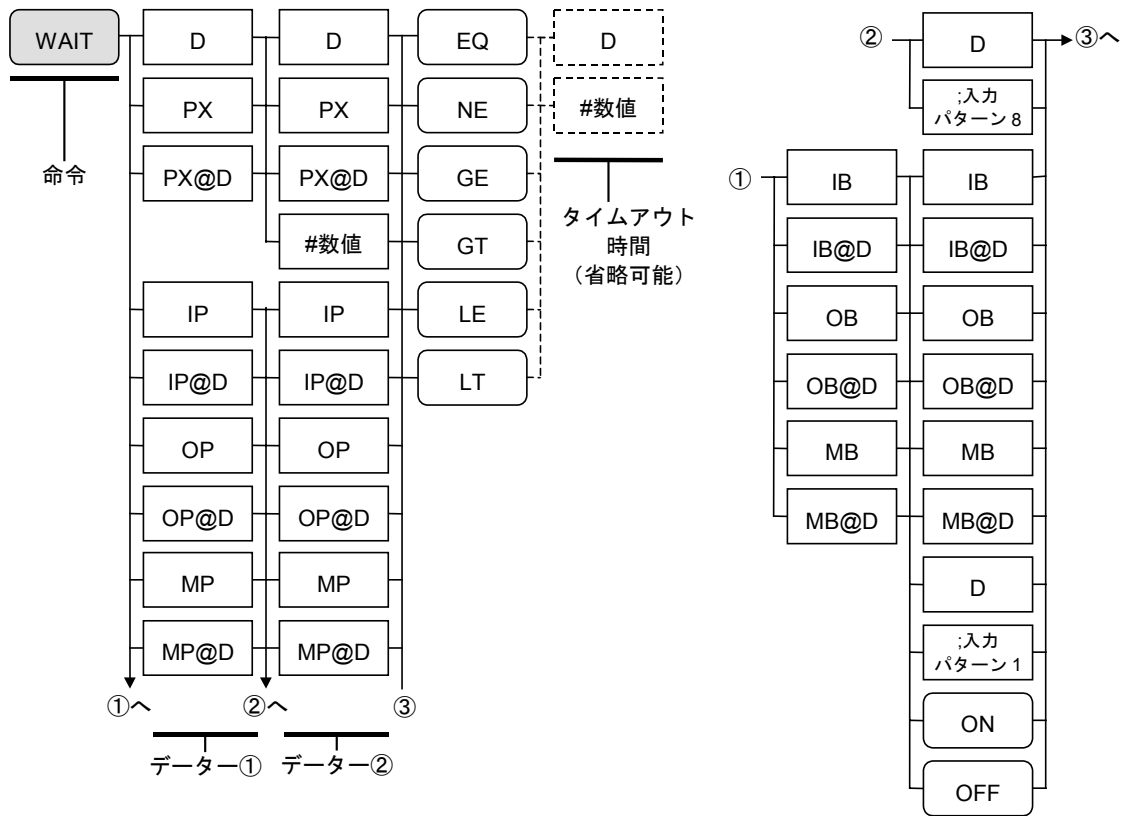 WAIT
D
D
EQ
D
PX
PX
NE
#数値
命令
PX@D
PX@D
GE
#数値
GT
タイムアウト
時間
（省略可能）
IP
IP
LE
IP@D
IP@D
LT
OP
OP
OP@D
OP@D
MP
MP
MP@D
MP@D
①へ
②へ
③
データー①
データー②
②
D
③へ
;入力
パターン 8
①
IB
IB
IB@D
IB@D
OB
OB
OB@D
OB@D
MB
MB
MB@D
MB@D
D
;入力
パターン 1
ON
OFF